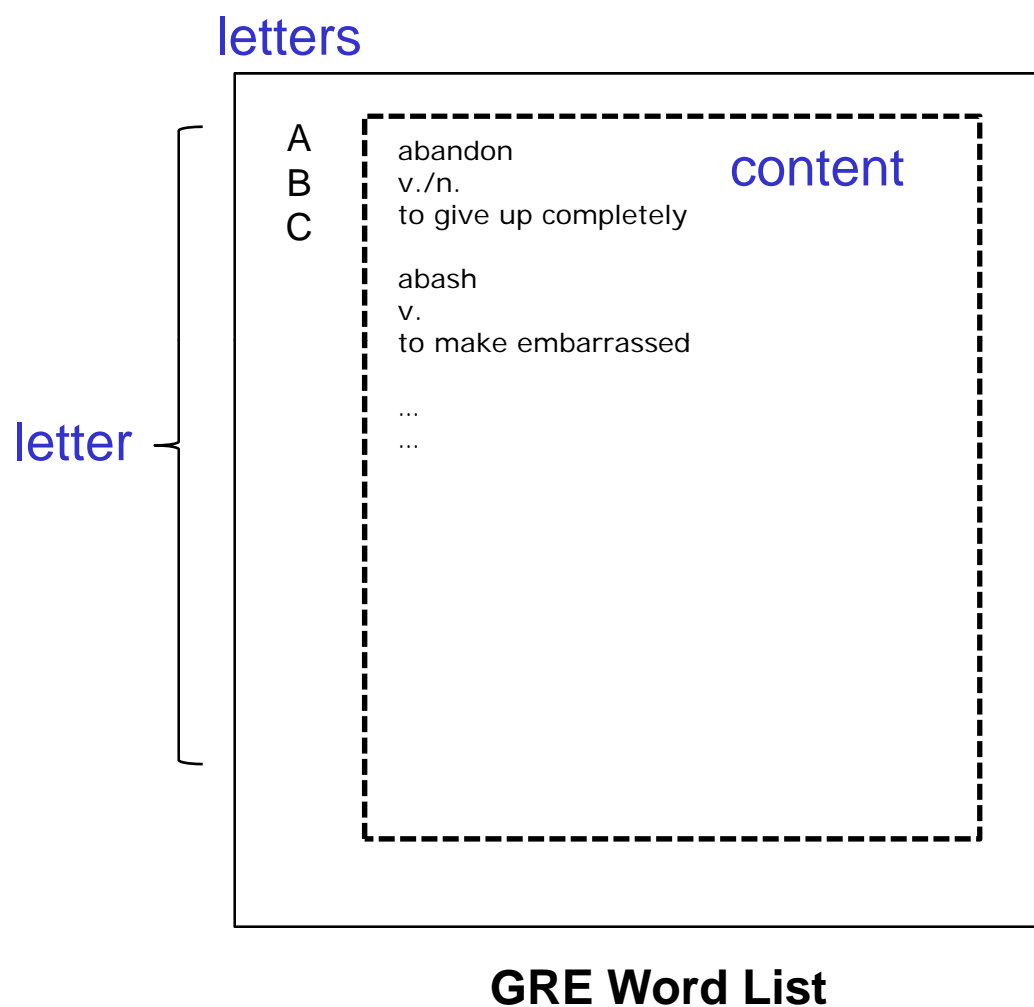 letters
A
B
C
abandon
v./n.
to give up completely
content
abash
v.
to make embarrassed
...
...
letter
GRE Word List